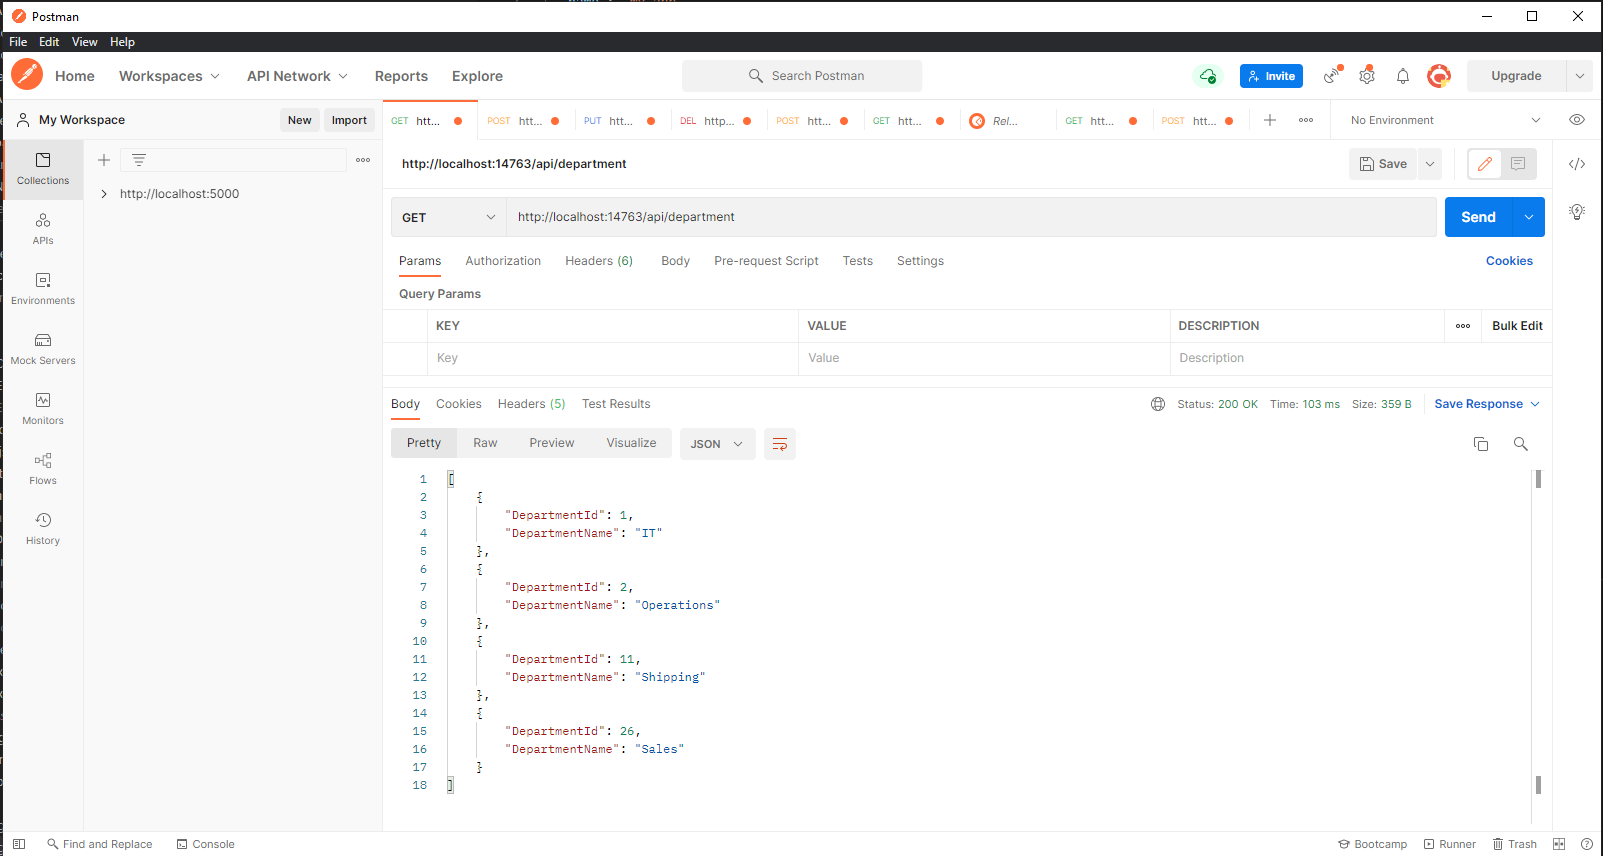 Postman
File Edit View Help
Home Workspaces API Network Reports Explore Search Postman Invite Upgrade
My Workspace New Import GET htt... POST htt... PUT htt... DEL http... POST htt... GET htt... Rel... GET htt... POST htt... No Environment
Collections
APIs
Environments
Mock Servers
Monitors
Flows
History
http://localhost:5000
http://localhost:14763/api/department Save
GET http://localhost:14763/api/department Send
Params Authorization Headers (6) Body Pre-request Script Tests Settings Cookies
Query Params
KEY VALUE DESCRIPTION Bulk Edit
Key Value Description
Body Cookies Headers (5) Test Results Status: 200 OK Time: 103 ms Size: 359 B Save Response
Pretty Raw Preview Visualize JSON
1 [
2 {
3 "DepartmentId": 1,
4 "DepartmentName": "IT"
5 },
6 {
7 "DepartmentId": 2,
8 "DepartmentName": "Operations"
9 },
10 {
11 "DepartmentId": 11,
12 "DepartmentName": "Shipping"
13 },
14 {
15 "DepartmentId": 26,
16 "DepartmentName": "Sales"
17 }
18 ]
Find and Replace Console Bootcamp Runner Trash